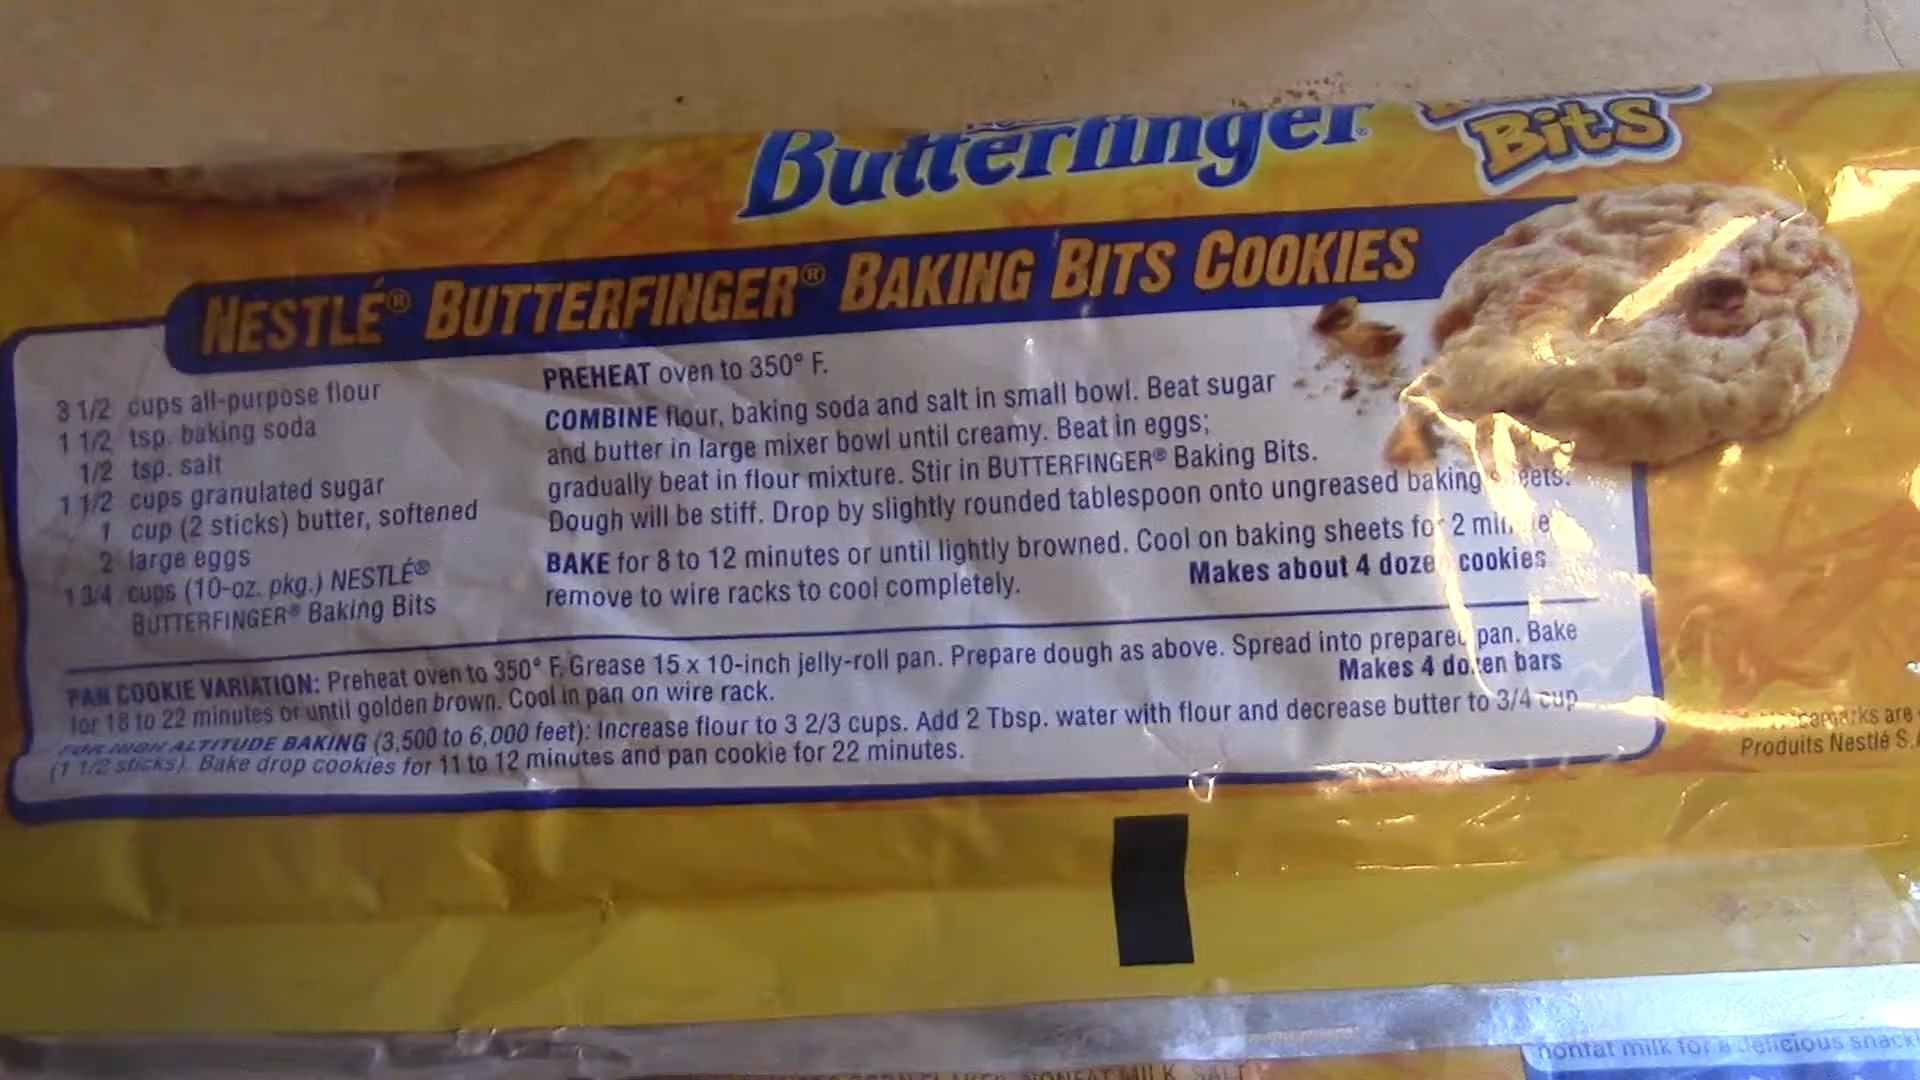 Butterfinger®
Bits
NESTLÉ® BUTTERFINGER® BAKING BITS COOKIES
3 1/2 cups all-purpose flour
1 1/2 tsp. baking soda
1/2 tsp. salt
1 1/2 cups granulated sugar
1 cup (2 sticks) butter, softened
2 large eggs
1 3/4 cups (10-oz. pkg.) NESTLÉ®
BUTTERFINGER® Baking Bits
PREHEAT oven to 350° F.
COMBINE flour, baking soda and salt in small bowl. Beat sugar
and butter in large mixer bowl until creamy. Beat in eggs;
gradually beat in flour mixture. Stir in BUTTERFINGER® Baking Bits.
Dough will be stiff. Drop by slightly rounded tablespoon onto ungreased baking sheets.
BAKE for 8 to 12 minutes or until lightly browned. Cool on baking sheets for 2 minutes
remove to wire racks to cool completely.
Makes about 4 dozen cookies
PAN COOKIE VARIATION: Preheat oven to 350° F. Grease 15 x 10-inch jelly-roll pan. Prepare dough as above. Spread into prepared pan. Bake
for 18 to 22 minutes or until golden brown. Cool in pan on wire rack.
Makes 4 dozen bars
FOR HIGH ALTITUDE BAKING (3,500 to 6,000 feet): Increase flour to 3 2/3 cups. Add 2 Tbsp. water with flour and decrease butter to 3/4 cup
(1 1/2 sticks). Bake drop cookies for 11 to 12 minutes and pan cookie for 22 minutes.
are
Produits Nestlé S.
nonfat milk for a delicious snack
NONFAT MILK, SALT